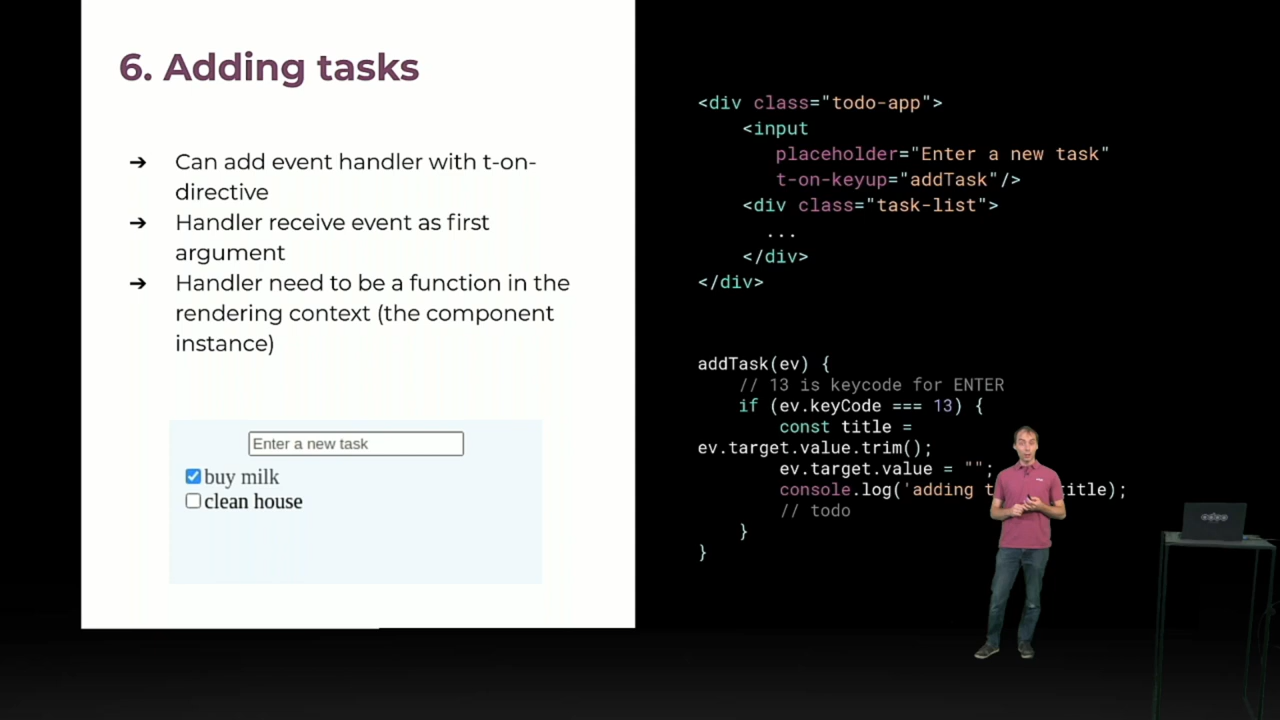 6. Adding tasks
➔ Can add event handler with t-on-
directive
➔ Handler receive event as first
argument
➔ Handler need to be a function in the
rendering context (the component
instance)
Enter a new task
buy milk
clean house
<div class="todo-app">
<input
placeholder="Enter a new task"
t-on-keyup="addTask"/>
<div class="task-list">
...
</div>
</div>
addTask(ev) {
// 13 is keycode for ENTER
if (ev.keyCode === 13) {
const title =
ev.target.value.trim();
ev.target.value = "";
console.log('adding t itle);
// todo
}
}
odoo